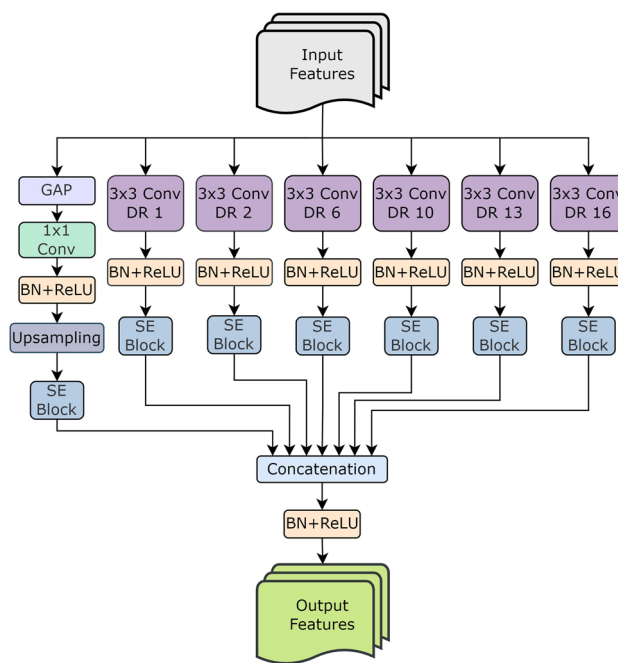 Input
Features
GAP
1x1
Conv
BN+ReLU
Upsampling
SE
Block
3x3 Conv
DR 1
BN+ReLU
SE
Block
3x3 Conv
DR 2
BN+ReLU
SE
Block
3x3 Conv
DR 6
BN+ReLU
SE
Block
3x3 Conv
DR 10
BN+ReLU
SE
Block
3x3 Conv
DR 13
BN+ReLU
SE
Block
3x3 Conv
DR 16
BN+ReLU
SE
Block
Concatenation
BN+ReLU
Output
Features